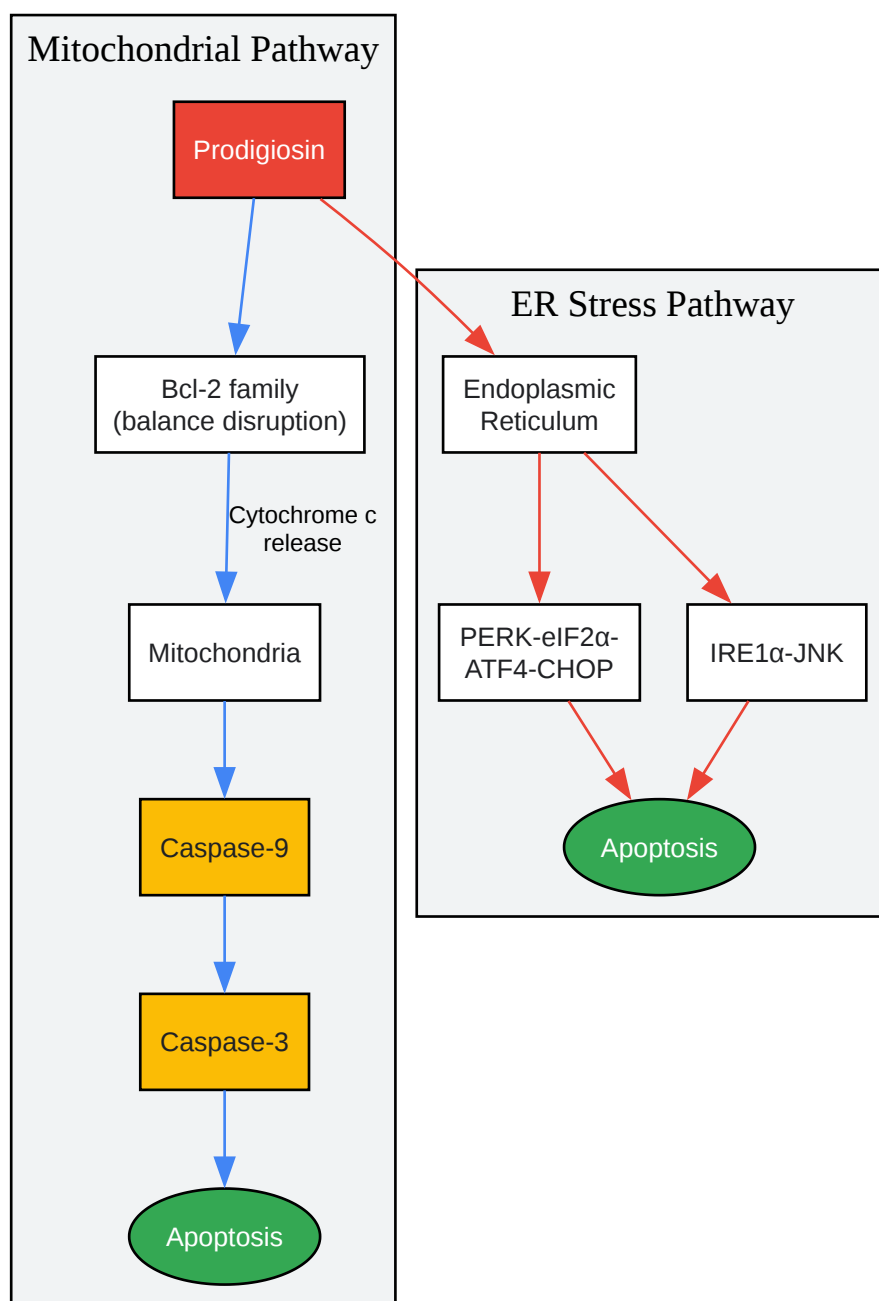 Mitochondrial Pathway
Prodigiosin
Bcl-2 family
(balance disruption)
Cytochrome c
release
Mitochondria
Caspase-9
Caspase-3
Apoptosis
ER Stress Pathway
Endoplasmic
Reticulum
PERK-eIF2α-
ATF4-CHOP
IRE1α-JNK
Apoptosis